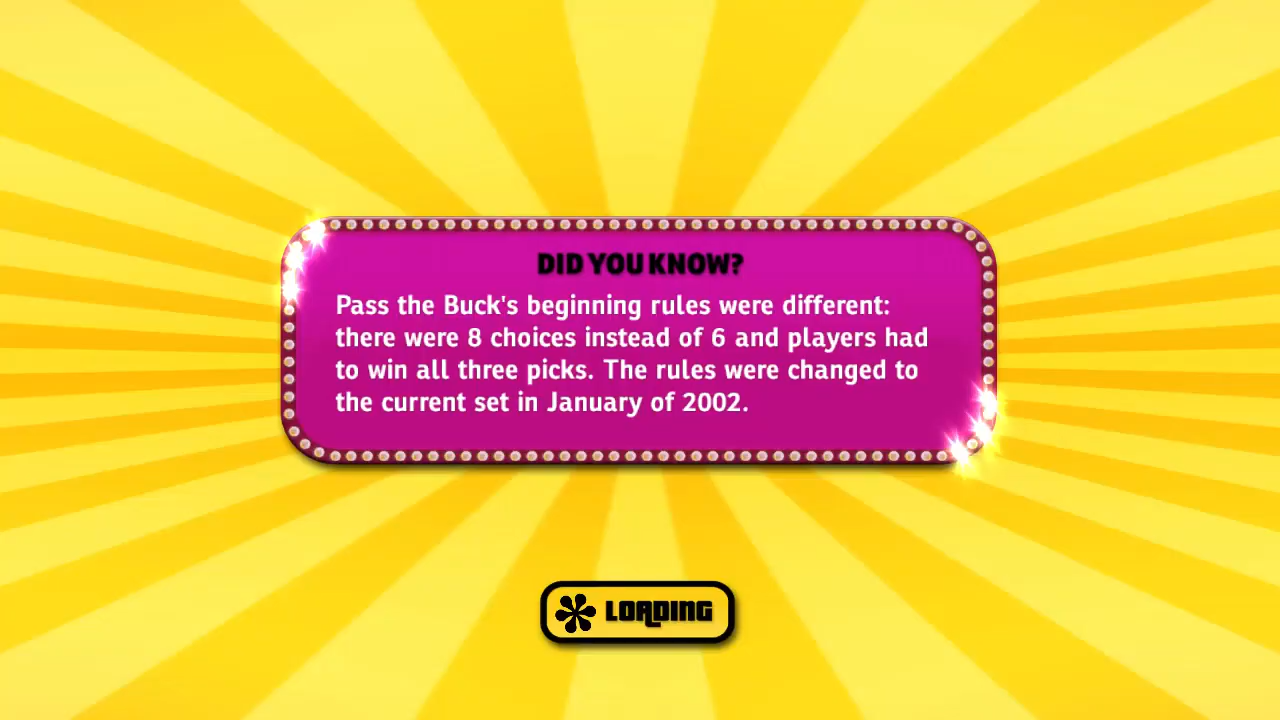 DID YOU KNOW?
Pass the Buck's beginning rules were different:
there were 8 choices instead of 6 and players had
to win all three picks. The rules were changed to
the current set in January of 2002.
LOADING